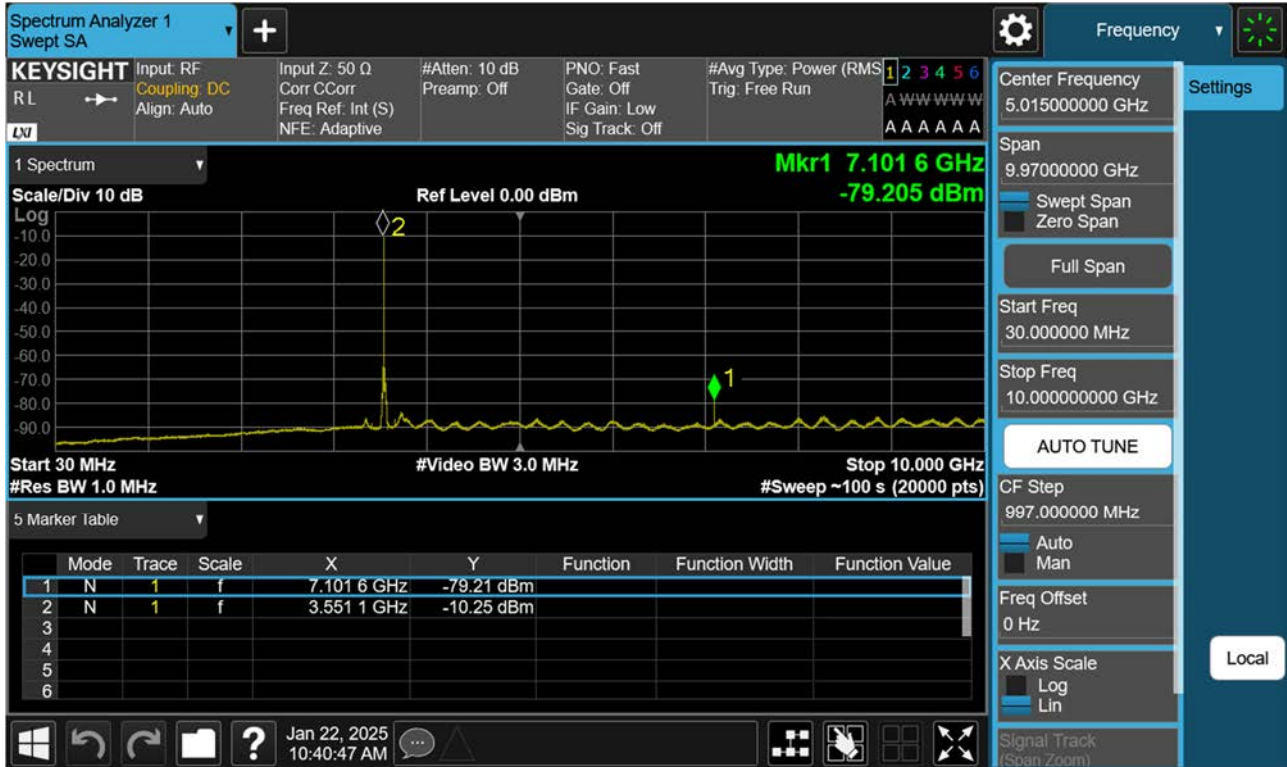 Spectrum Analyzer 1
Swept SA
+
Frequency
KEYSIGHT
RL
LXI
Input: RF
Coupling: DC
Align: Auto
Input Z: 50 Ω
Corr CCorr
Freq Ref: Int (S)
NFE: Adaptive
#Atten: 10 dB
Preamp: Off
PNO: Fast
Gate: Off
IF Gain: Low
Sig Track: Off
#Avg Type: Power (RMS
Trig: Free Run
1 2 3 4 5 6
A W W W W W
A A A A A A
1 Spectrum
Scale/Div 10 dB
Ref Level 0.00 dBm
Mkr1 7.101 6 GHz
-79.205 dBm
Log
-10.0
-20.0
-30.0
-40.0
-50.0
-60.0
-70.0
-80.0
-90.0
2
1
Start 30 MHz
#Video BW 3.0 MHz
Stop 10.000 GHz
#Res BW 1.0 MHz
#Sweep ~100 s (20000 pts)
5 Marker Table
Mode Trace Scale X Y Function Function Width Function Value
1 N 1 f 7.101 6 GHz -79.21 dBm
2 N 1 f 3.551 1 GHz -10.25 dBm
3
4
5
6
Center Frequency
5.015000000 GHz
Settings
Span
9.97000000 GHz
Swept Span
Zero Span
Full Span
Start Freq
30.000000 MHz
Stop Freq
10.000000000 GHz
AUTO TUNE
CF Step
997.000000 MHz
Auto
Man
Freq Offset
0 Hz
X Axis Scale
Log
Lin
Local
Signal Track
(Span Zoom)
?
Jan 22, 2025
10:40:47 AM